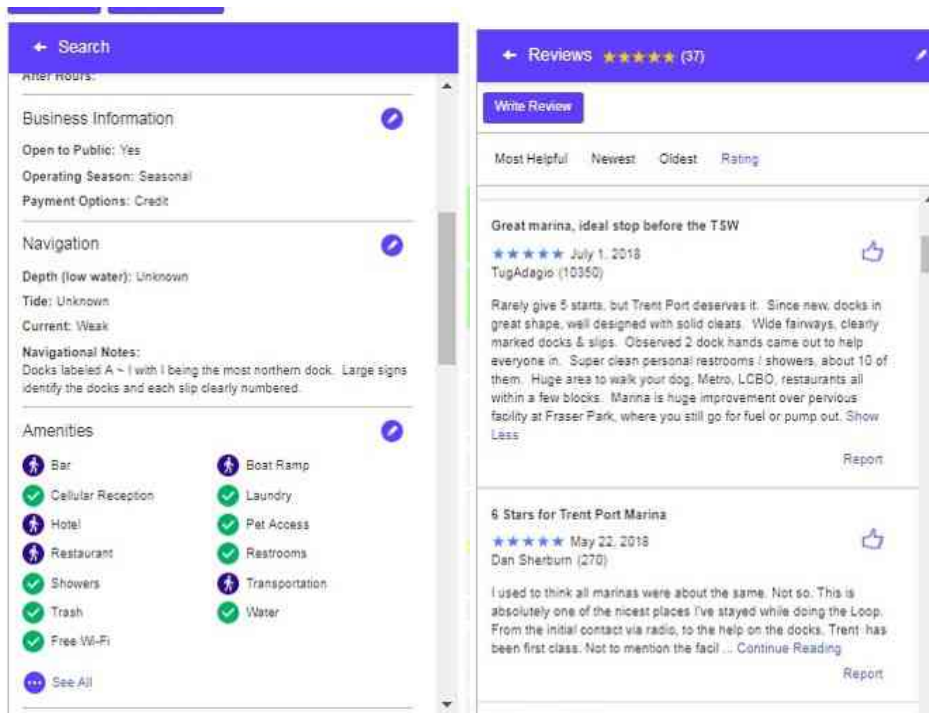 Search
After Hours:
Business Information
Open to Public: Yes
Operating Season: Seasonal
Payment Options: Credit
Navigation
Depth (low water): Unknown
Tide: Unknown
Current: Weak
Navigational Notes:
Docks labeled A ~ I with I being the most northern dock. Large signs
identify the docks and each slip clearly numbered.
Amenities
Bar
Boat Ramp
Cellular Reception
Laundry
Hotel
Pet Access
Restaurant
Restrooms
Showers
Transportation
Trash
Water
Free Wi-Fi
See All
Reviews (37)
Write Review
Most Helpful Newest Oldest Rating
Great marina, ideal stop before the TSW
July 1, 2018
TugAdagio (10350)
Rarely give 5 starts, but Trent Port deserves it. Since new, docks in
great shape, well designed with solid cleats. Wide fairways, clearly
marked docks & slips. Observed 2 dock hands came out to help
everyone in. Super clean personal restrooms / showers, about 10 of
them. Huge area to walk your dog, Metro, LCBO, restaurants all
within a few blocks. Marina is huge improvement over pervious
facility at Fraser Park, where you still go for fuel or pump out. Show
Less
Report
6 Stars for Trent Port Marina
May 22, 2018
Dan Sherburn (270)
I used to think all marinas were about the same. Not so. This is
absolutely one of the nicest places I've stayed while doing the Loop.
From the initial contact via radio, to the help on the docks, Trent has
been first class. Not to mention the facil ... Continue Reading
Report